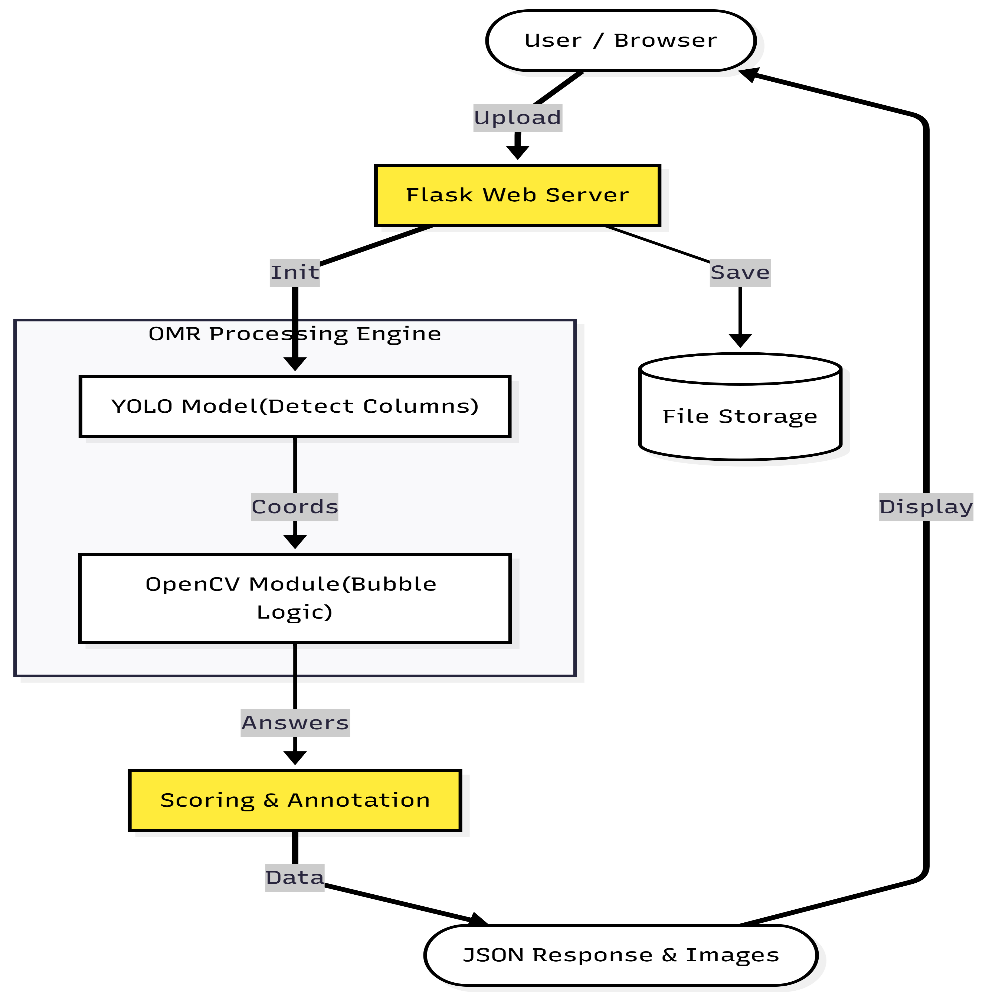 User / Browser
Upload
Flask Web Server
Init
Save
OMR Processing Engine
YOLO Model(Detect Columns)
File Storage
Coords
Display
OpenCV Module(Bubble
Logic)
Answers
Scoring & Annotation
Data
JSON Response & Images